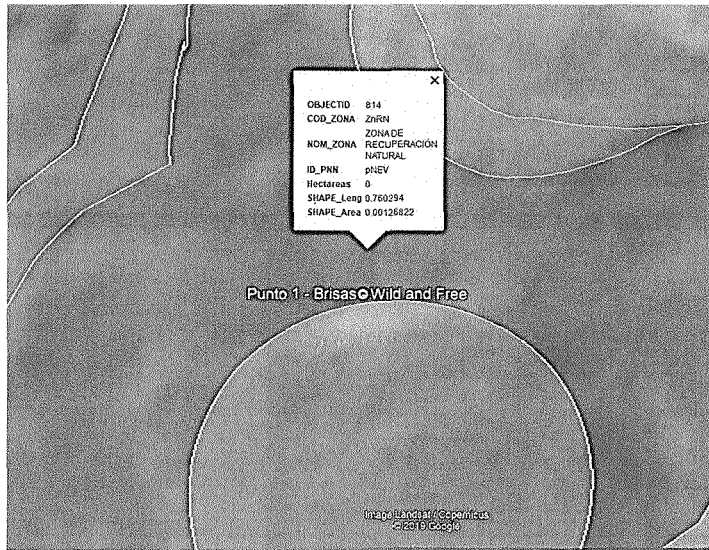 OBJECTID 814
COD_ZONA ZnRN
ZONA DE
NOM_ZONA RECUPERACIÓN
NATURAL
ID_PNN pNEV
Hectareas 0
SHAPE_Leng 0.760294
SHAPE_Area 0.00126822
Punto 1 - Brisas Wild and Free
Image Landsat / Copernicus
© 2019 Google